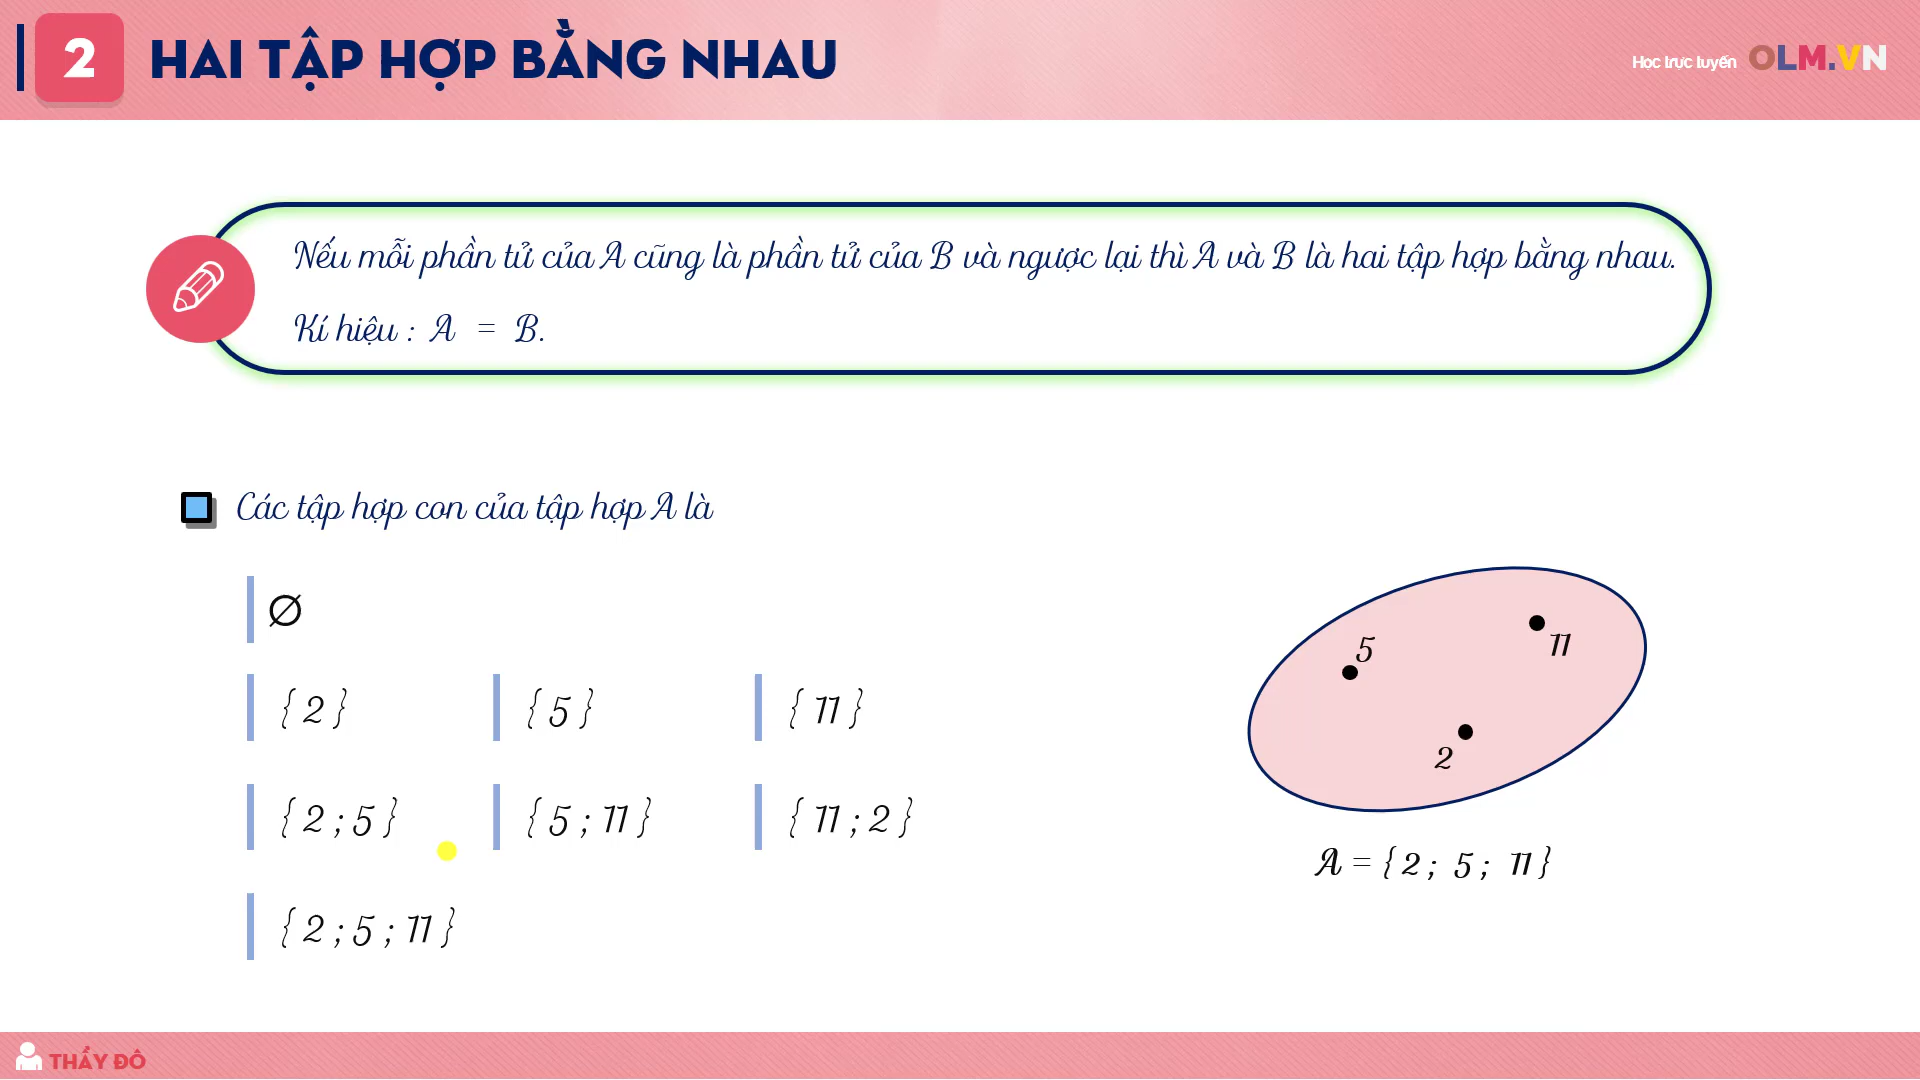 2 HAI TẬP HỢP BẰNG NHAU
Học trực tuyến OLM.VN
Nếu mỗi phần tử của A cũng là phần tử của B và ngược lại thì A và B là hai tập hợp bằng nhau.
Kí hiệu : A = B.
Các tập hợp con của tập hợp A là
∅
{ 2 } { 5 } { 11 }
{ 2 ; 5 } { 5 ; 11 } { 11 ; 2 }
{ 2 ; 5 ; 11 }
5
11
2
A = { 2 ; 5 ; 11 }
THẦY ĐÔ